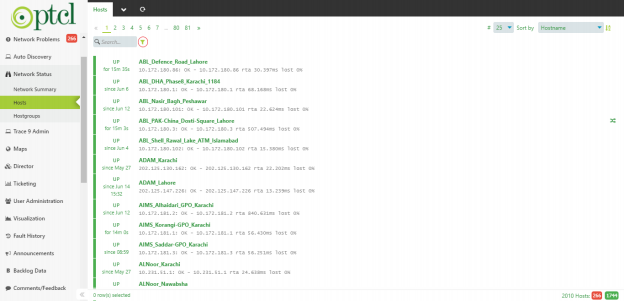 optcl
Network Problems 266
Auto Discovery
Network Status
Network Summary
Hosts
Hostgroups
Trace 9 Admin
Maps
Director
Ticketing
User Administration
Visualization
Fault History
Announcements
Backlog Data
Comments/Feedback
Hosts
« 1 2 3 4 5 6 7 ... 80 81 »
# 25 Sort by Hostname
Search...
UP ABL_Defence_Road_Lahore
for 10m 35s 10.172.180.86: OK - 10.172.180.86 rta 30.397ms lost 0%
UP ABL_DHA_PhaseII_Karachi_1184
since Jun 6 10.172.189.1: OK - 10.172.180.1 rta 68.188ms lost 0%
UP ABL_Nasir_Bagh_Peshawar
since Jun 12 10.172.180.101: OK - 10.172.180.101 rta 23.624ms lost 0%
UP ABL_PAK-China_Dosti-Square_Lahore
for 15m 3s 10.172.180.3: OK - 10.172.180.3 rta 507.494ms lost 0%
UP ABL_Shell_Rawal_Lake_ATM_Islamabad
since Jun 4 10.172.180.102: OK - 10.172.180.102 rta 15.586ms lost 0%
UP ADAM_Karachi
since May 27 202.125.130.162: OK - 202.125.130.162 rta 22.202ms lost 0%
UP ADAM_Lahore
since Jun 14 15:32 202.125.147.226: OK - 202.125.147.226 rta 13.239ms lost 0%
UP AIMS_Alhaidari_GPO_Karachi
since Jun 12 10.172.181.2: OK - 10.172.181.2 rta 840.631ms lost 0%
UP AIMS_Korangi-GPO_Karachi
for 14m 3s 10.172.181.1: OK - 10.172.181.1 rta 56.430ms lost 0%
UP AIMS_Saddar-GPO_Karachi
since 08:59 10.172.181.3: OK - 10.172.181.3 rta 58.251ms lost 0%
UP ALNoor_Karachi
since May 27 10.231.51.1: OK - 10.231.51.1 rta 24.638ms lost 0%
UP ALNoor_Nawabsha
0 row(s) selected
2010 Hosts: 266 1744